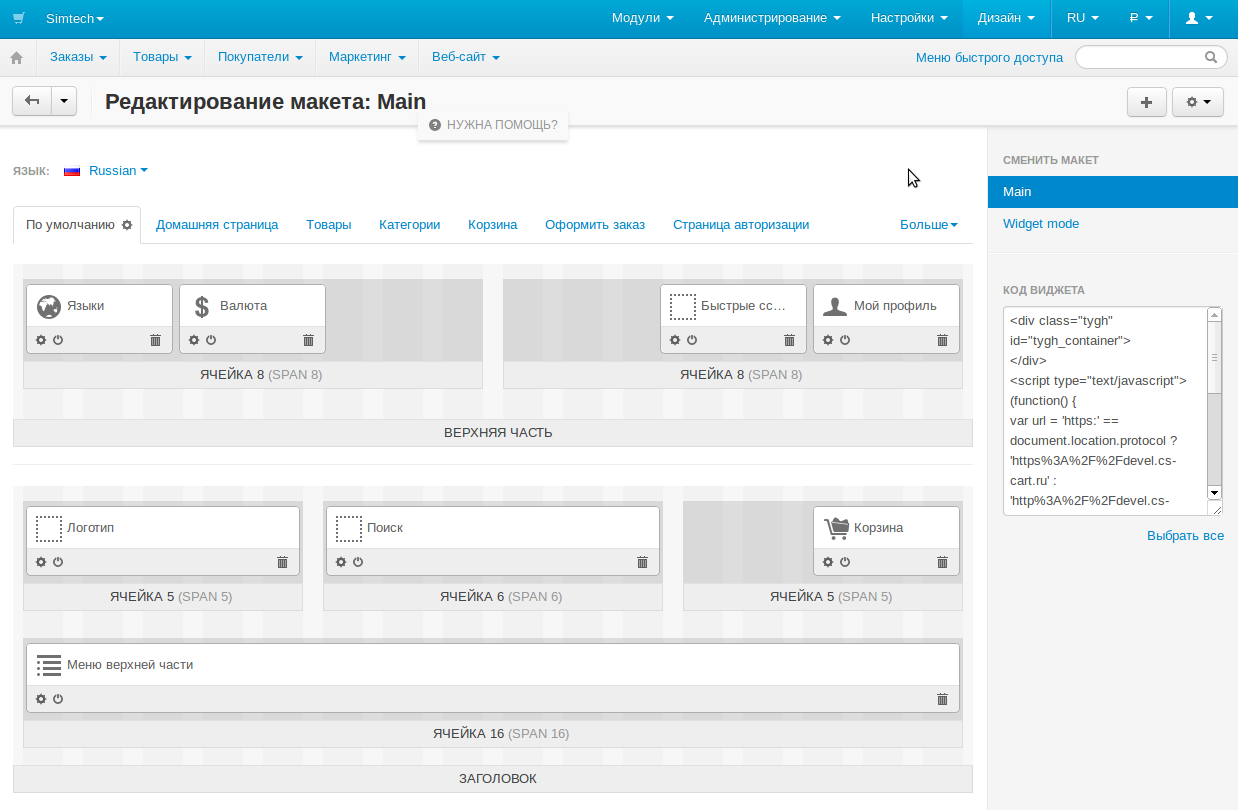 Simtech
Модули Администрирование Настройки Дизайн RU ₽
Заказы Товары Покупатели Маркетинг Веб-сайт
Меню быстрого доступа
Редактирование макета: Main
НУЖНА ПОМОЩЬ?
ЯЗЫК: Russian
По умолчанию Домашняя страница Товары Категории Корзина Оформить заказ Страница авторизации Больше
Языки Валюта Быстрые сс… Мой профиль
ЯЧЕЙКА 8 (SPAN 8) ЯЧЕЙКА 8 (SPAN 8)
ВЕРХНЯЯ ЧАСТЬ
Логотип Поиск Корзина
ЯЧЕЙКА 5 (SPAN 5) ЯЧЕЙКА 6 (SPAN 6) ЯЧЕЙКА 5 (SPAN 5)
Меню верхней части
ЯЧЕЙКА 16 (SPAN 16)
ЗАГОЛОВОК
СМЕНИТЬ МАКЕТ
Main
Widget mode
КОД ВИДЖЕТА
<div class="tygh"
id="tygh_container">
</div>
<script type="text/javascript">
(function() {
var url = 'https:' ==
document.location.protocol ?
'https%3A%2F%2Fdevel.cs-
cart.ru' :
'http%3A%2F%2Fdevel.cs-
Выбрать все